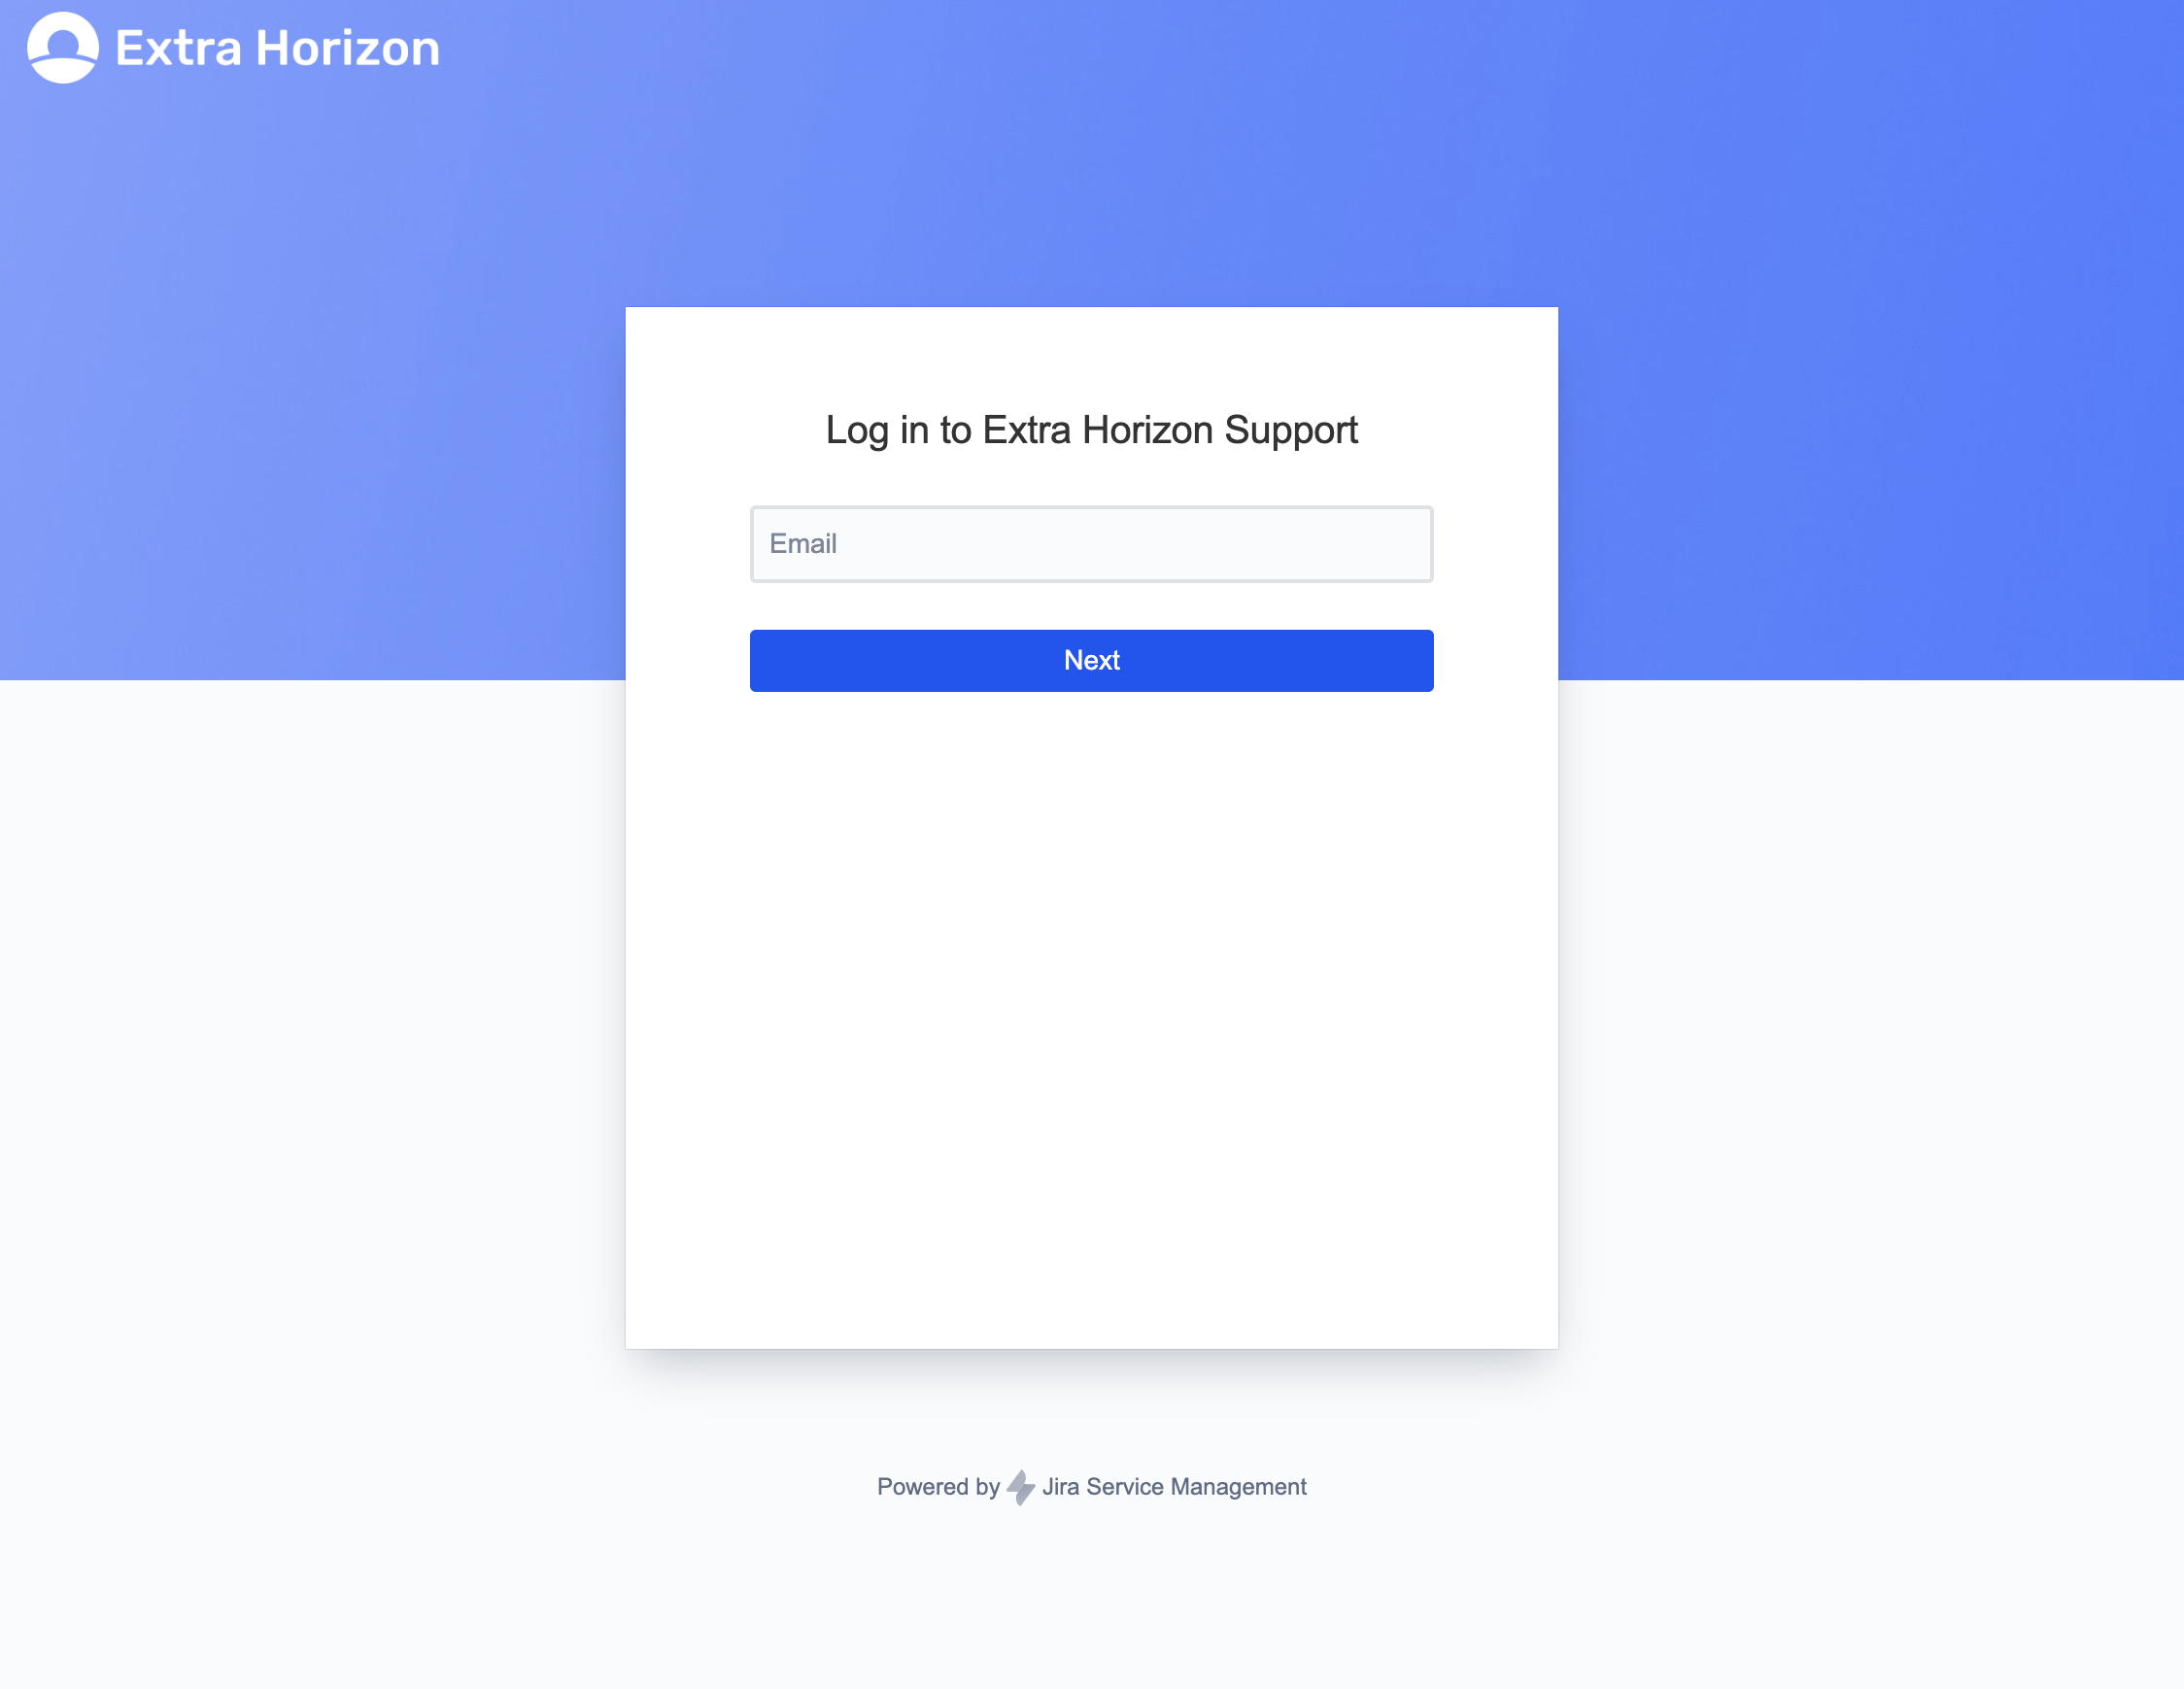 Extra Horizon
Log in to Extra Horizon Support
Email
Next
Powered by Jira Service Management